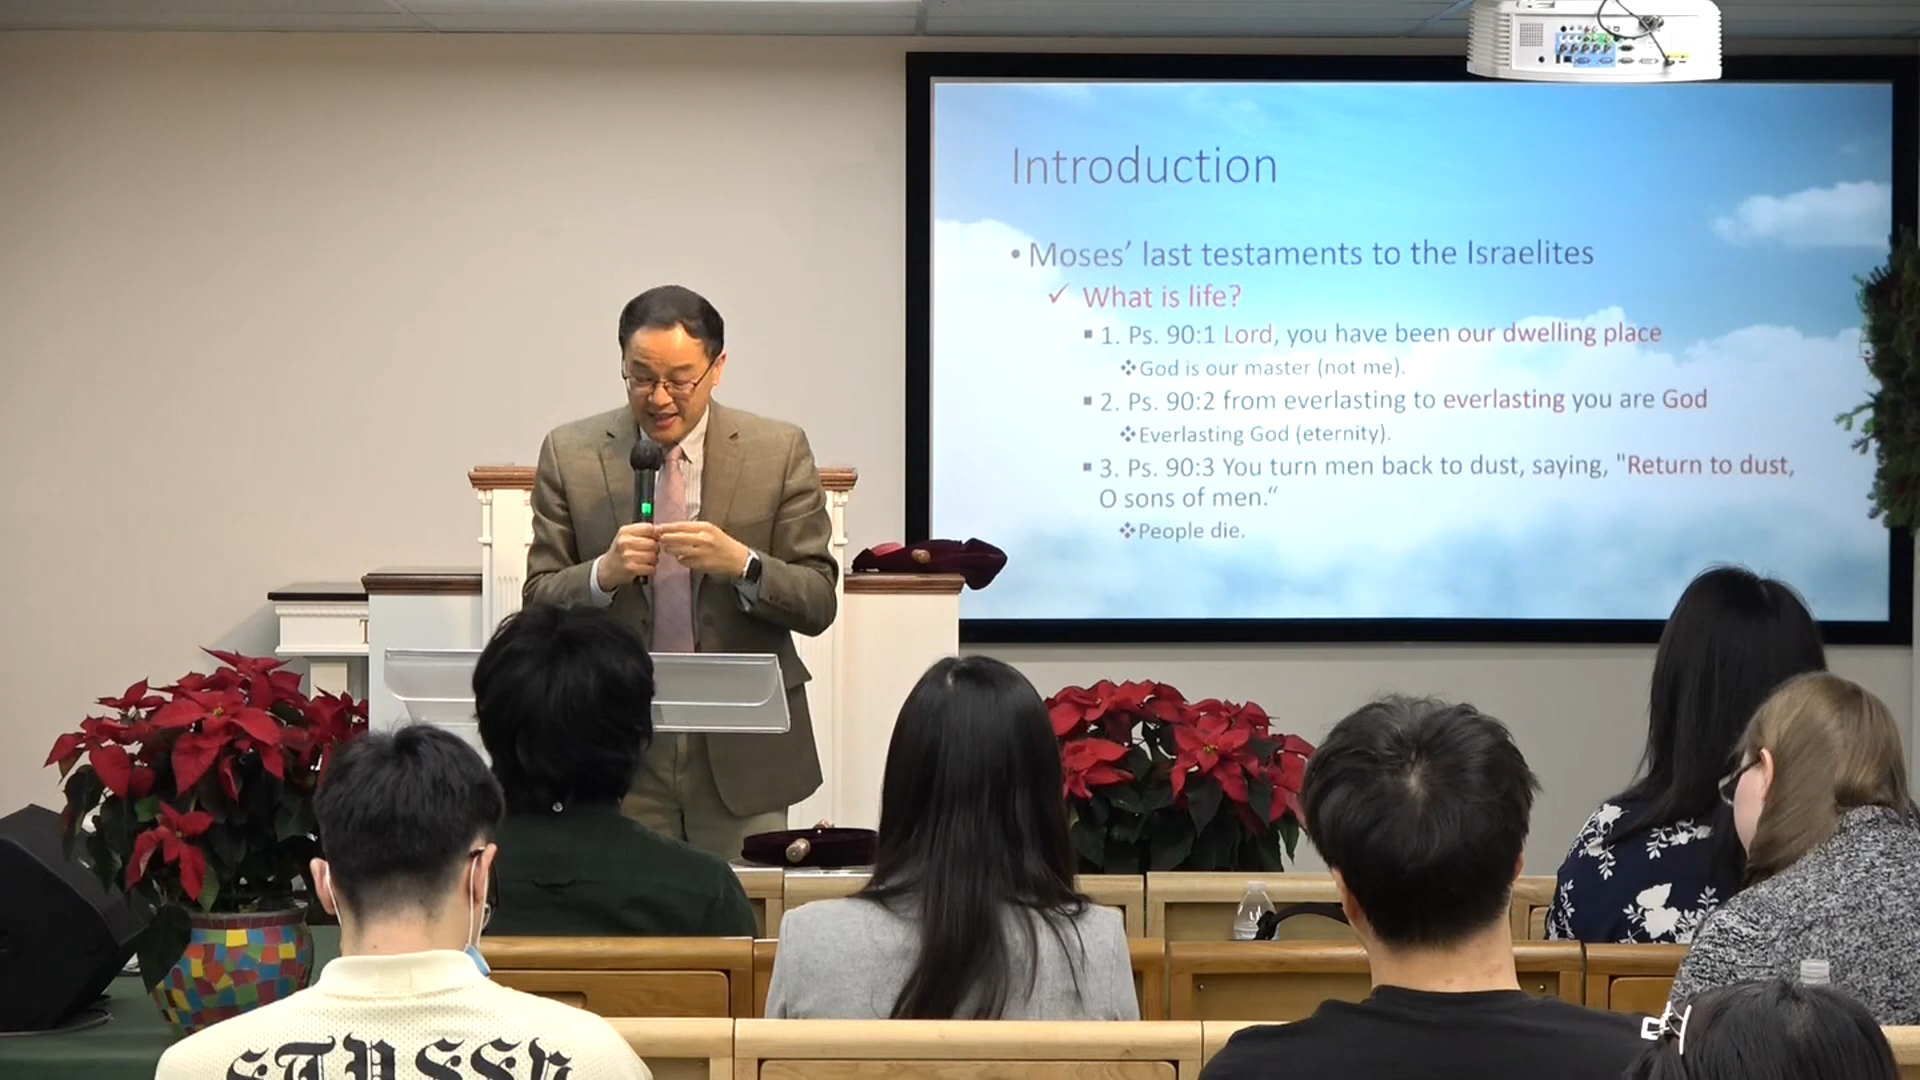 Introduction
• Moses’ last testaments to the Israelites
✓ What is life?
▪ 1. Ps. 90:1 Lord, you have been our dwelling place
❖God is our master (not me).
▪ 2. Ps. 90:2 from everlasting to everlasting you are God
❖Everlasting God (eternity).
▪ 3. Ps. 90:3 You turn men back to dust, saying, "Return to dust,
O sons of men.“
❖People die.